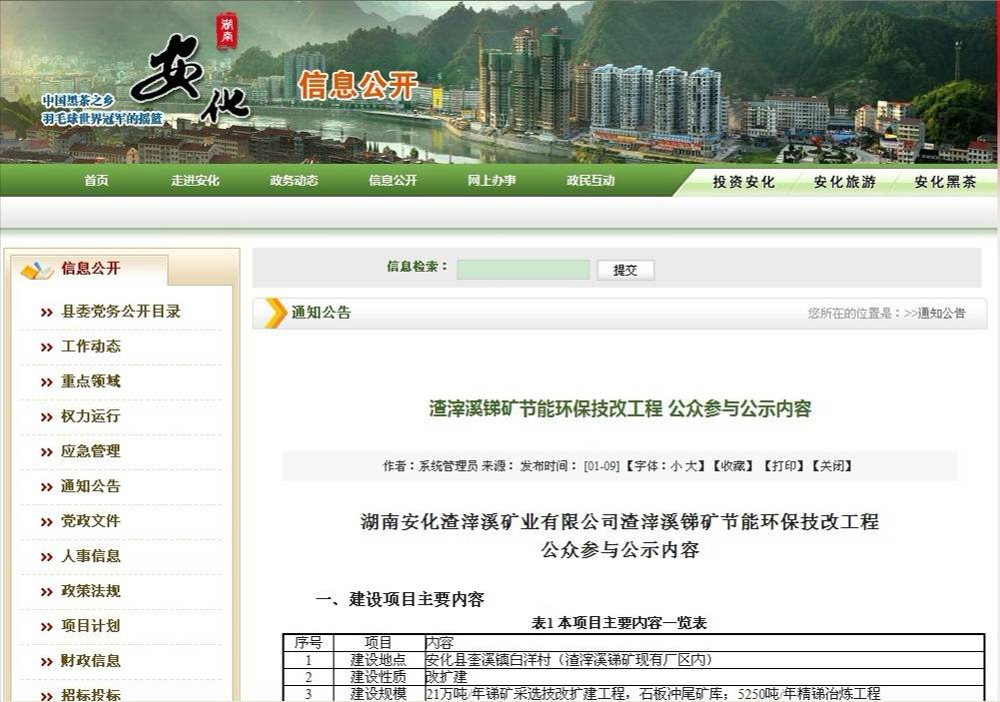 湖南
安化
信息公开
中国黑茶之乡
羽毛球世界冠军的摇篮
首页 走进安化 政务动态 信息公开 网上办事 政民互动 投资安化 安化旅游 安化黑茶
信息公开
县委党务公开目录
工作动态
重点领域
权力运行
应急管理
通知公告
党政文件
人事信息
政策法规
项目计划
财政信息
招标投标
信息检索： 提交
通知公告 您所在的位置是：>>通知公告
渣滓溪锑矿节能环保技改工程 公众参与公示内容
作者：系统管理员 来源： 发布时间： [01-09]【字体：小 大】【收藏】 【打印】【关闭】
湖南安化渣滓溪矿业有限公司渣滓溪锑矿节能环保技改工程
公众参与公示内容
一、建设项目主要内容
表1 本项目主要内容一览表
序号 项目 内容
1 建设地点 安化县奎溪镇白洋村（渣滓溪锑矿现有厂区内）
2 建设性质 改扩建
3 建设规模 21万吨/年锑矿采选技改扩建工程，石板冲尾矿库；5250吨/年精锑冶炼工程